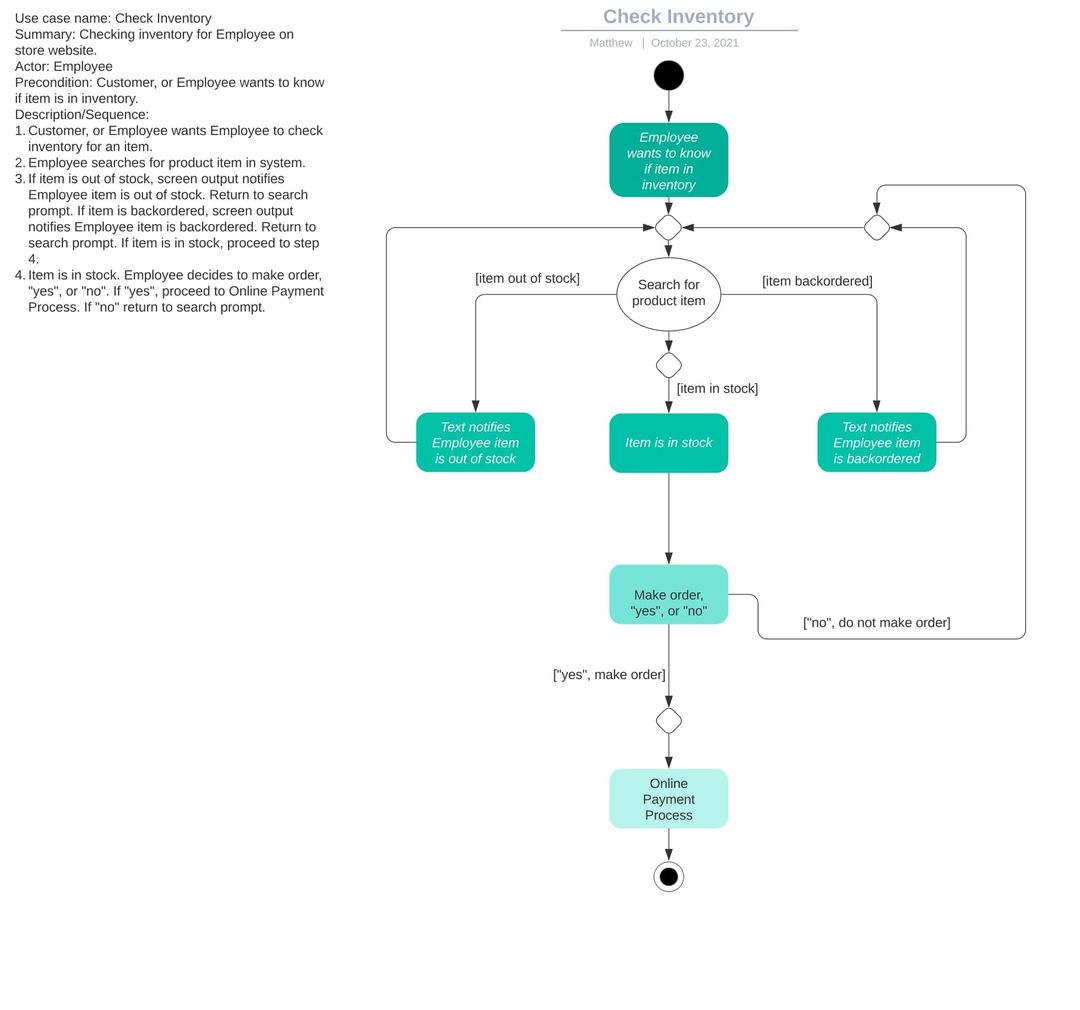 Use case name: Check Inventory
Summary: Checking inventory for Employee on
store website.
Actor: Employee
Precondition: Customer, or Employee wants to know
if item is in inventory.
Description/Sequence:
1. Customer, or Employee wants Employee to check
inventory for an item.
2. Employee searches for product item in system.
3. If item is out of stock, screen output notifies
Employee item is out of stock. Return to search
prompt. If item is backordered, screen output
notifies Employee item is backordered. Return to
search prompt. If item is in stock, proceed to step
4.
4. Item is in stock. Employee decides to make order,
"yes", or "no". If "yes", proceed to Online Payment
Process. If "no" return to search prompt.
Check Inventory
Matthew | October 23, 2021
Employee
wants to know
if item in
inventory
[item out of stock]
Search for
product item
[item backordered]
[item in stock]
Text notifies
Employee item
is out of stock
Item is in stock
Text notifies
Employee item
is backordered
Make order,
"yes", or "no"
["no", do not make order]
["yes", make order]
Online
Payment
Process